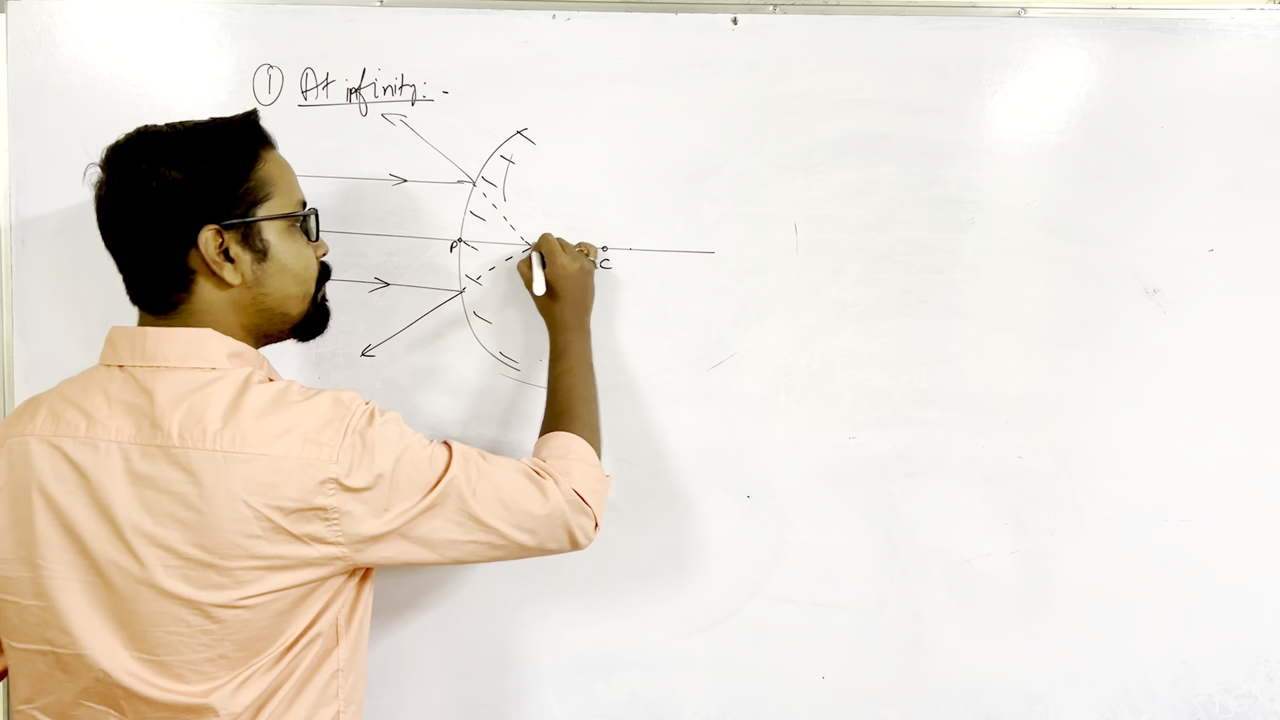 ① At infinity:-
P
C